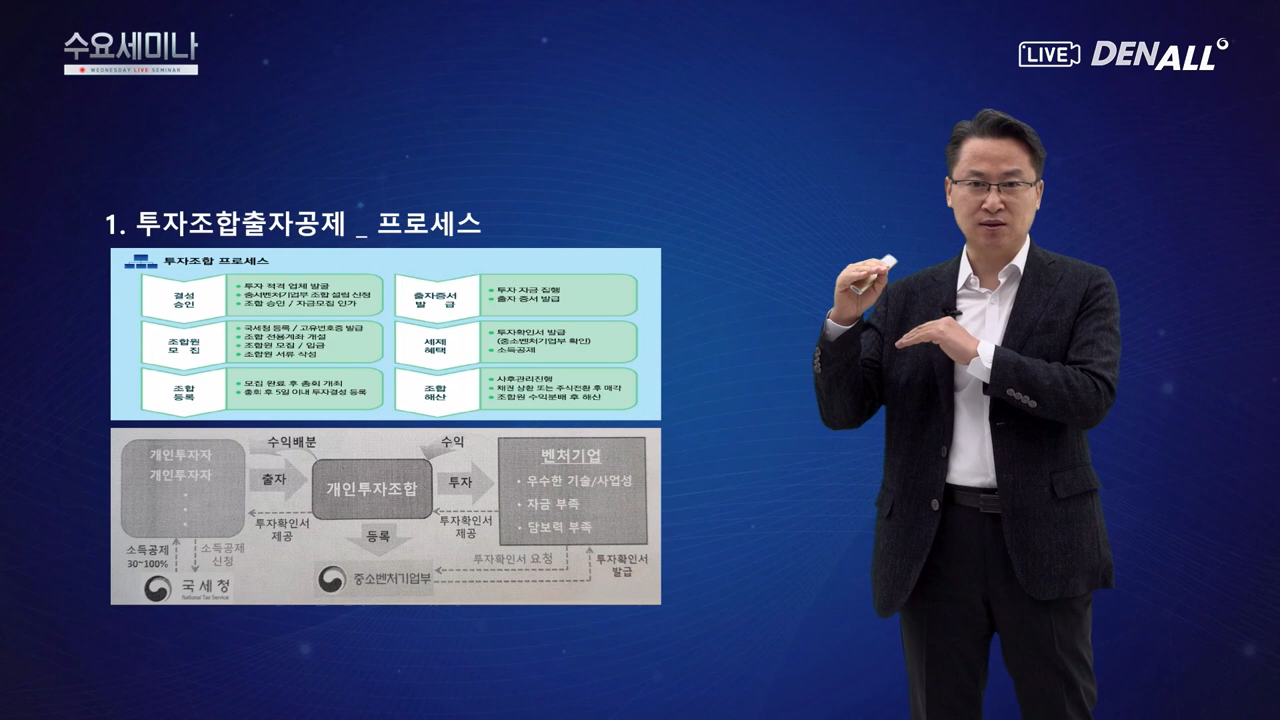 수요세미나
WEDNESDAY LIVE SEMINAR
LIVE DENALL
1. 투자조합출자공제 _ 프로세스
투자조합 프로세스
결성
승인
투자 적격 업체 발굴
중소벤처기업부 조합 설립 신청
조합 승인 / 자금모집 인가
조합원
모 집
국세청 등록 / 고유번호증 발급
조합 전용계좌 개설
조합원 모집 / 입금
조합원 서류 작성
조합
등록
모집 완료 후 총회 개최
총회 후 5일 이내 투자결성 등록
출자증서
발 급
투자 자금 집행
출자 증서 발급
세제
혜택
투자확인서 발급
(중소벤처기업부 확인)
소득공제
조합
해산
사후관리진행
채권 상환 또는 주식전환 후 매각
조합원 수익분배 후 해산
개인투자자
개인투자자
수익배분
출자
투자확인서
제공
개인투자조합
수익
투자
투자확인서
제공
벤처기업
• 우수한 기술/사업성
• 자금 부족
• 담보력 부족
등록
소득공제
30~100%
소득공제
신청
국세청
National Tax Service
중소벤처기업부
투자확인서 요청
투자확인서
발급